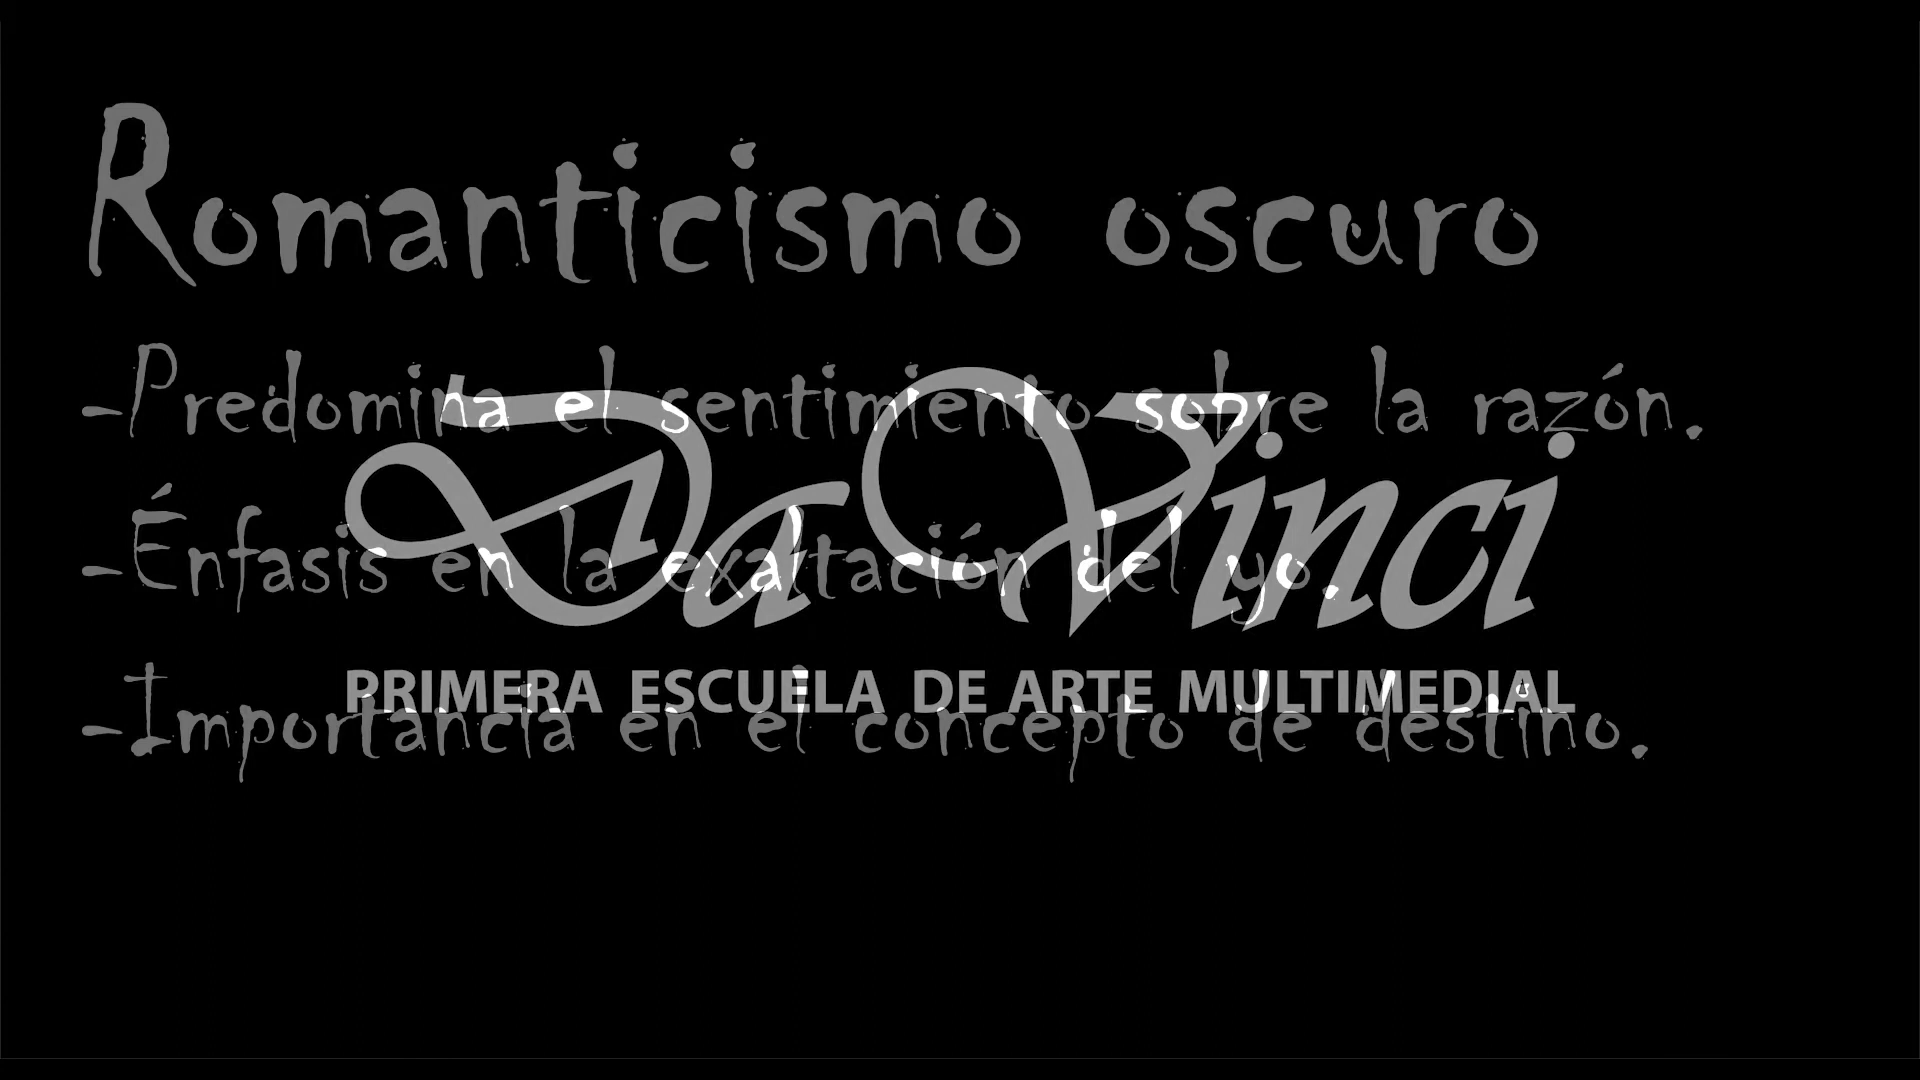 Romanticismo oscuro
-Predomina el sentimiento sobre la razón.
Da Vinci
-Énfasis en la exaltación del yo.
PRIMERA ESCUELA DE ARTE MULTIMEDIAL
-Importancia en el concepto de destino.